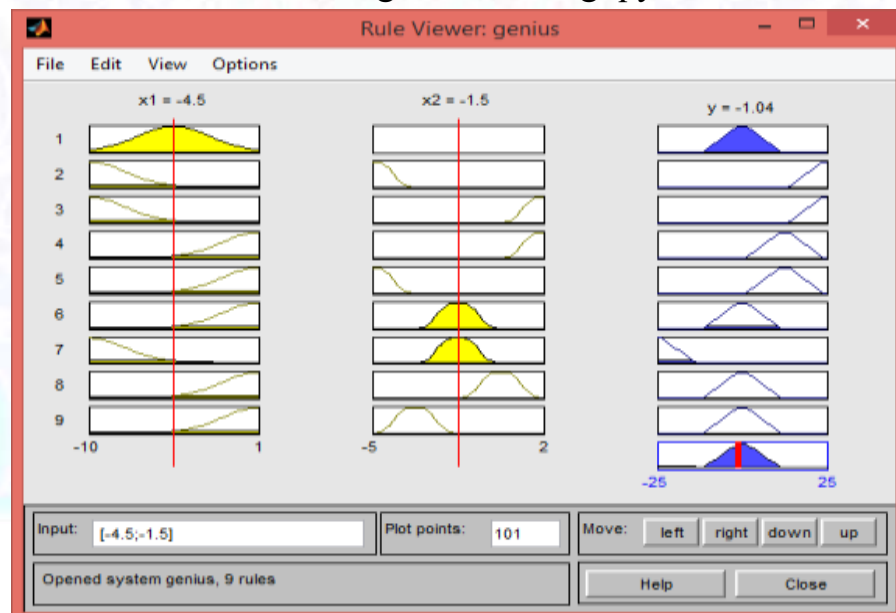 Rule Viewer: genius
File Edit View Options
x1 = -4.5 x2 = -1.5 y = -1.04
1
2
3
4
5
6
7
8
9
-10 1 -5 2
-25 25
Input: [-4.5;-1.5] Plot points: 101 Move: left right down up
Opened system genius, 9 rules Help Close